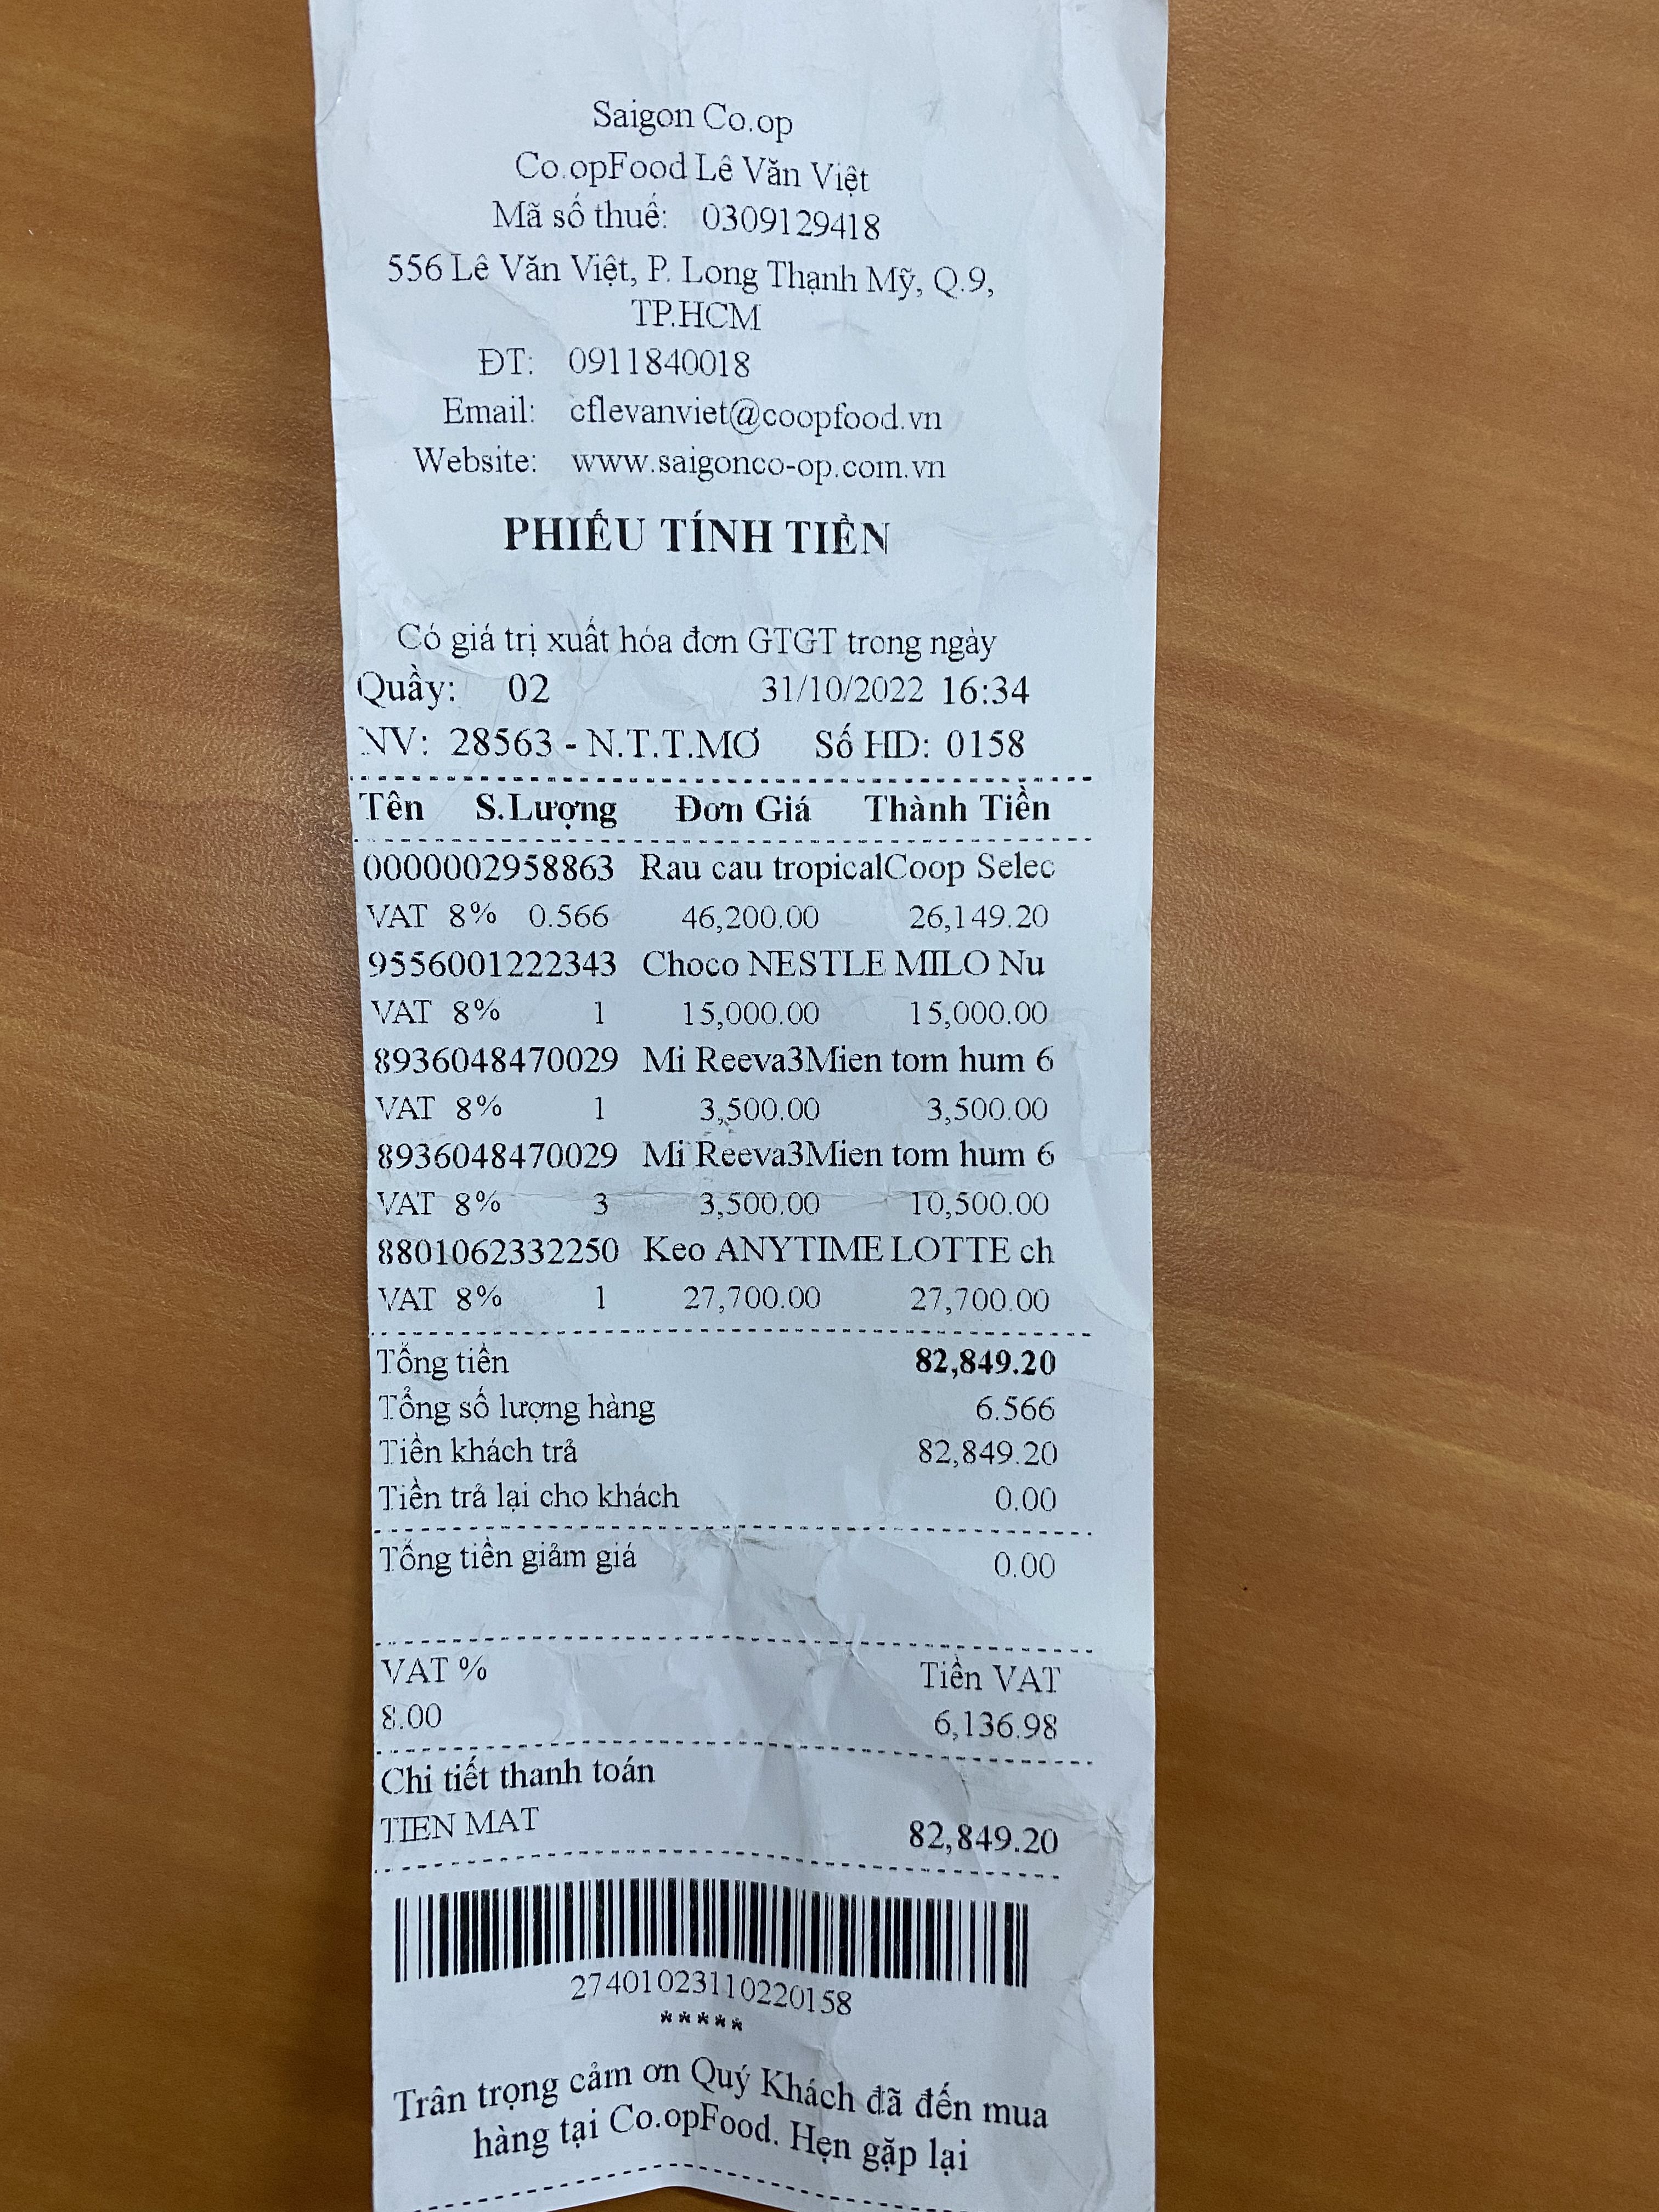 Saigon Co.op
Co.opFood Lê Văn Việt
Mã số thuế: 0309129418
556 Lê Văn Việt, P. Long Thạnh Mỹ, Q.9,
TP.HCM
ĐT: 0911840018
Email: cflevanviet@coopfood.vn
Website: www.saigonco-op.com.vn
PHIẾU TÍNH TIỀN
Có giá trị xuất hóa đơn GTGT trong ngày
Quầy: 02 31/10/2022 16:34
NV: 28563 - N.T.T.MƠ Số HD: 0158
Tên S.Lượng Đơn Giá Thành Tiền
0000002958863 Rau cau tropicalCoop Selec
VAT 8% 0.566 46,200.00 26,149.20
9556001222343 Choco NESTLE MILO Nu
VAT 8% 1 15,000.00 15,000.00
8936048470029 Mi Reeva3Mien tom hum 6
VAT 8% 1 3,500.00 3,500.00
8936048470029 Mi Reeva3Mien tom hum 6
VAT 8% 3 3,500.00 10,500.00
8801062332250 Keo ANYTIME LOTTE ch
VAT 8% 1 27,700.00 27,700.00
Tổng tiền 82,849.20
Tổng số lượng hàng 6.566
Tiền khách trả 82,849.20
Tiền trả lại cho khách 0.00
Tổng tiền giảm giá 0.00
VAT % Tiền VAT
8.00 6,136.98
Chi tiết thanh toán
TIEN MAT 82,849.20
27401023110220158
*****
Trân trọng cảm ơn Quý Khách đã đến mua
hàng tại Co.opFood. Hẹn gặp lại